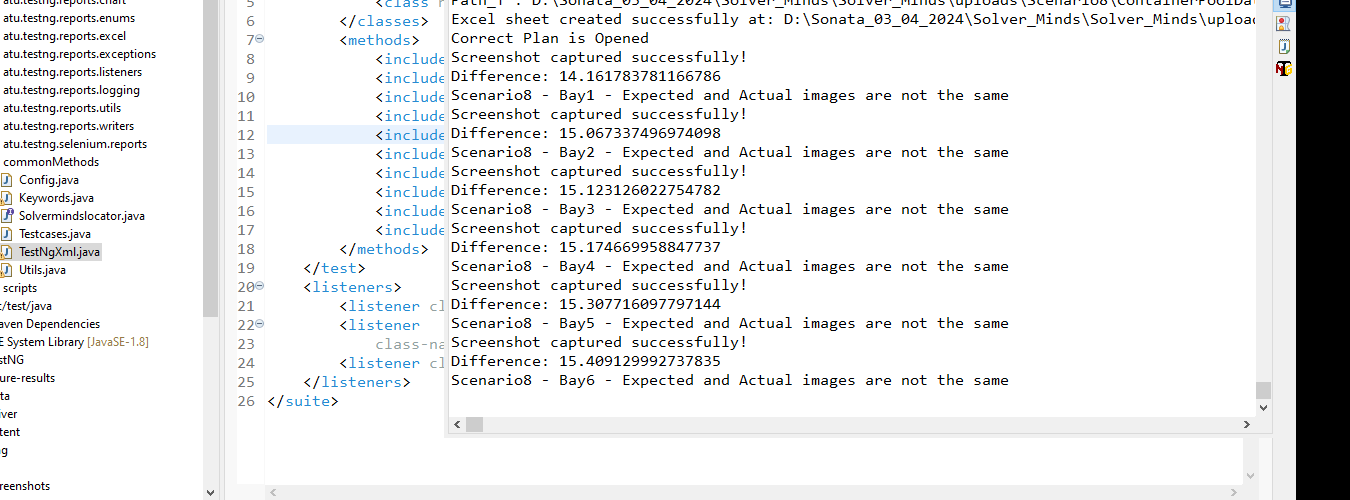 atu.testng.reports.chart
atu.testng.reports.enums
atu.testng.reports.excel
atu.testng.reports.exceptions
atu.testng.reports.listeners
atu.testng.reports.logging
atu.testng.reports.utils
atu.testng.reports.writers
atu.testng.selenium.reports
commonMethods
Config.java
Keywords.java
Solvermindslocator.java
Testcases.java
TestNgXml.java
Utils.java
scripts
:/test/java
aven Dependencies
E System Library [JavaSE-1.8]
stNG
ure-results
ta
iver
tent
ng
reenshots
5 <class n
6 </classes>
7 <methods>
8 <include
9 <include
10 <include
11 <include
12 <include
13 <include
14 <include
15 <include
16 <include
17 <include
18 </methods>
19 </test>
20 <listeners>
21 <listener cl
22 <listener
23 class-na
24 <listener cl
25 </listeners>
26 </suite>
Path_f : D:\Sonata_03_04_2024\Solver_Minds\Solver_Minds\uploads\Scenario8\ContainerPoolDa
Excel sheet created successfully at: D:\Sonata_03_04_2024\Solver_Minds\Solver_Minds\uploa
Correct Plan is Opened
Screenshot captured successfully!
Difference: 14.161783781166786
Scenario8 - Bay1 - Expected and Actual images are not the same
Screenshot captured successfully!
Difference: 15.067337496974098
Scenario8 - Bay2 - Expected and Actual images are not the same
Screenshot captured successfully!
Difference: 15.123126022754782
Scenario8 - Bay3 - Expected and Actual images are not the same
Screenshot captured successfully!
Difference: 15.174669958847737
Scenario8 - Bay4 - Expected and Actual images are not the same
Screenshot captured successfully!
Difference: 15.307716097797144
Scenario8 - Bay5 - Expected and Actual images are not the same
Screenshot captured successfully!
Difference: 15.409129992737835
Scenario8 - Bay6 - Expected and Actual images are not the same